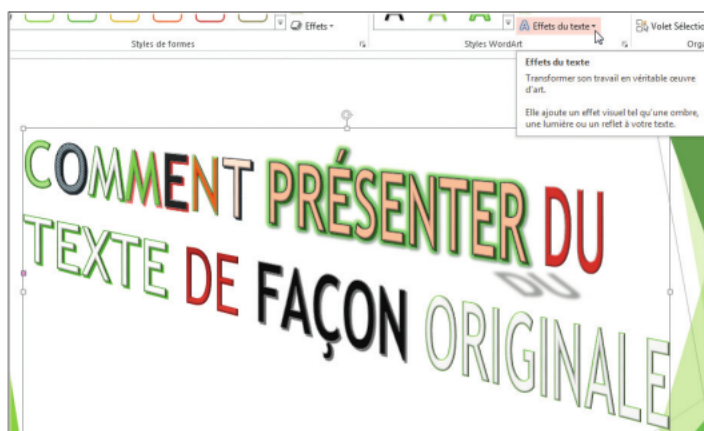 Effets
Effets du texte
Volet Sélectio
Styles de formes
Styles WordArt
Orga
Effets du texte
Transformer son travail en véritable œuvre
d'art.
Elle ajoute un effet visuel tel qu'une ombre,
une lumière ou un reflet à votre texte.
COMMENT PRÉSENTER DU
TEXTE DE FAÇON ORIGINALE